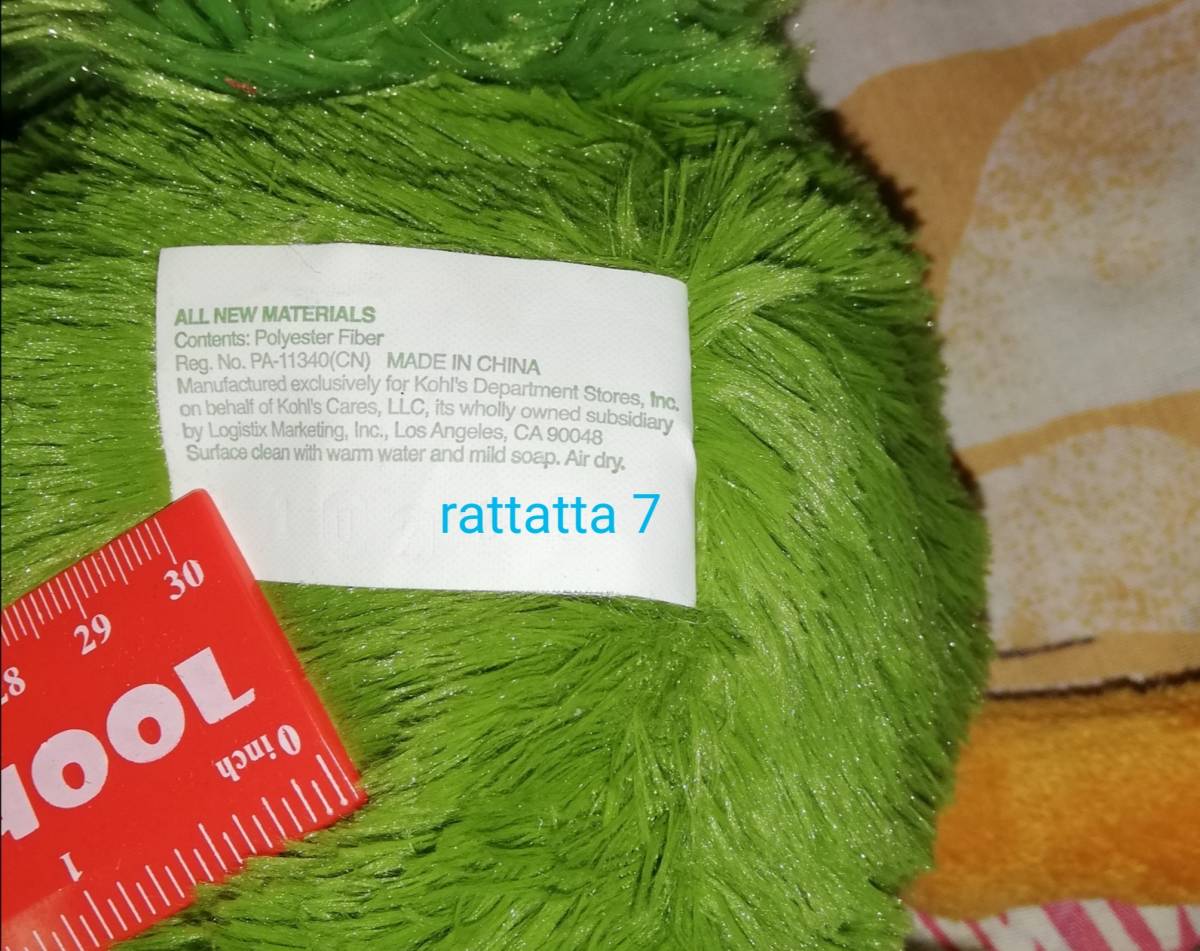 ALL NEW MATERIALS
Contents: Polyester Fiber
Reg. No. PA-11340(CN) MADE IN CHINA
Manufactured exclusively for Kohl's Department Stores, Inc.
on behalf of Kohl's Cares, LLC, its wholly owned subsidiary
by Logistix Marketing, Inc., Los Angeles, CA 90048
Surface clean with warm water and mild soap. Air dry.
rattatta 7
30
29
28
OOL
0 inch
1